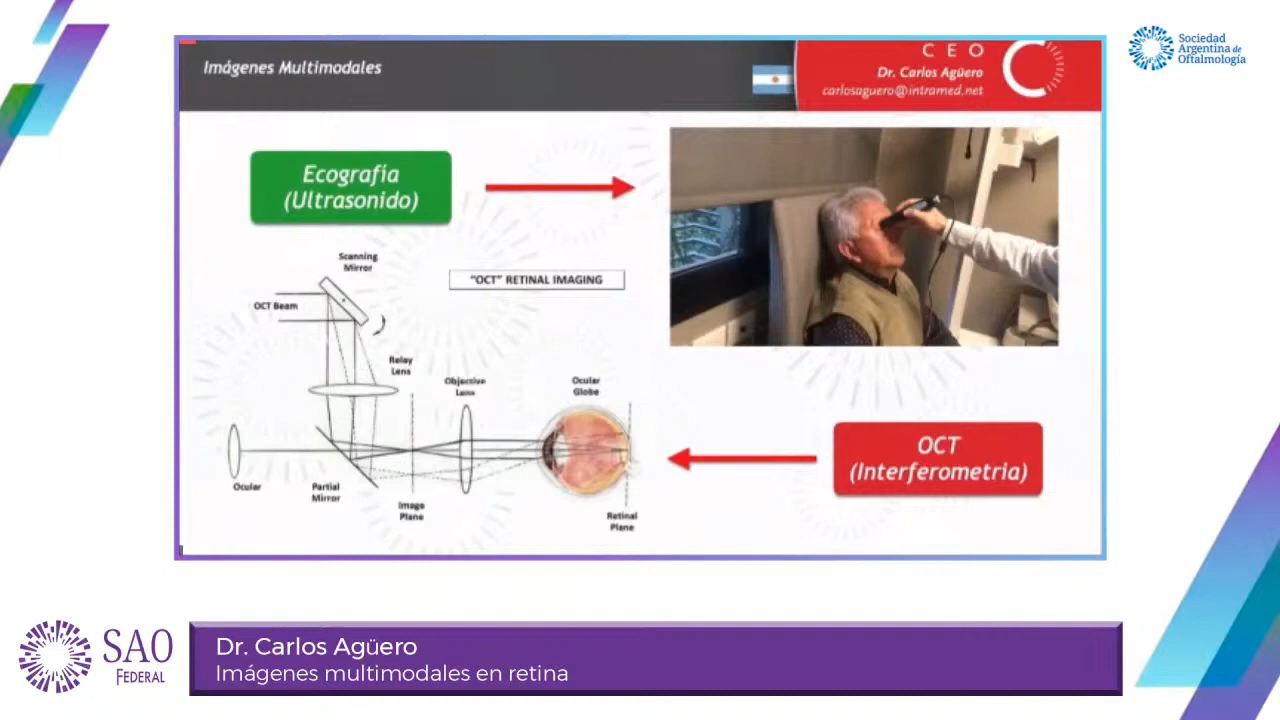 Sociedad
Argentina de
Oftalmología
Imágenes Multimodales
C E O
Dr. Carlos Agüero
carlosaguero@intramed.net
Ecografía
(Ultrasonido)
Scanning
Mirror
"OCT" RETINAL IMAGING
OCT Beam
Relay
Lens
Objective
Lens
Ocular
Globe
OCT
(Interferometria)
Ocular
Partial
Mirror
Image
Plane
Retinal
Plane
SAO
FEDERAL
Dr. Carlos Agüero
Imágenes multimodales en retina